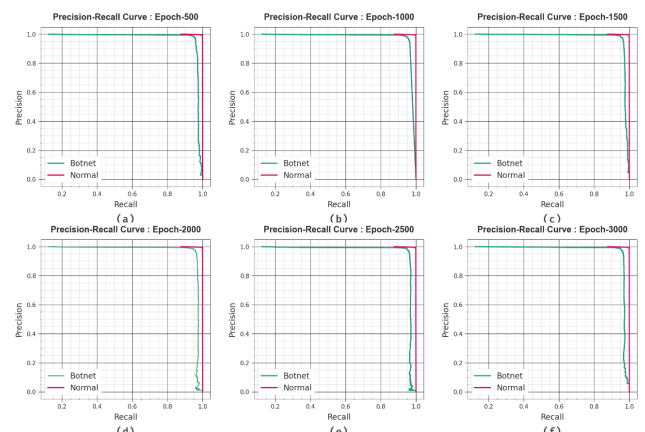 Precision-Recall Curve : Epoch-500
1.0
0.8
0.6
0.4
0.2
0.0
Precision
Botnet
Normal
0.2 0.4 0.6 0.8 1.0
Recall
(a)
Precision-Recall Curve : Epoch-1000
1.0
0.8
0.6
0.4
0.2
0.0
Precision
Botnet
Normal
0.2 0.4 0.6 0.8 1.0
Recall
(b)
Precision-Recall Curve : Epoch-1500
1.0
0.8
0.6
0.4
0.2
0.0
Precision
Botnet
Normal
0.2 0.4 0.6 0.8 1.0
Recall
(c)
Precision-Recall Curve : Epoch-2000
1.0
0.8
0.6
0.4
0.2
0.0
Precision
Botnet
Normal
0.2 0.4 0.6 0.8 1.0
Recall
(d)
Precision-Recall Curve : Epoch-2500
1.0
0.8
0.6
0.4
0.2
0.0
Precision
Botnet
Normal
0.2 0.4 0.6 0.8 1.0
Recall
(e)
Precision-Recall Curve : Epoch-3000
1.0
0.8
0.6
0.4
0.2
0.0
Precision
Botnet
Normal
0.2 0.4 0.6 0.8 1.0
Recall
(f)